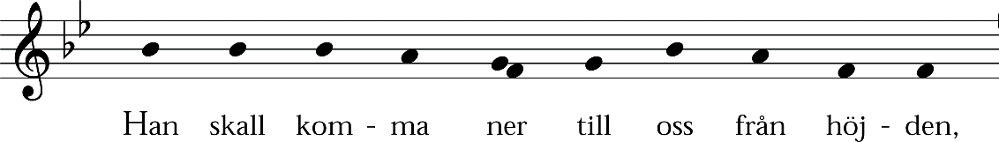 Han skall kom - ma ner till oss från höj - den,